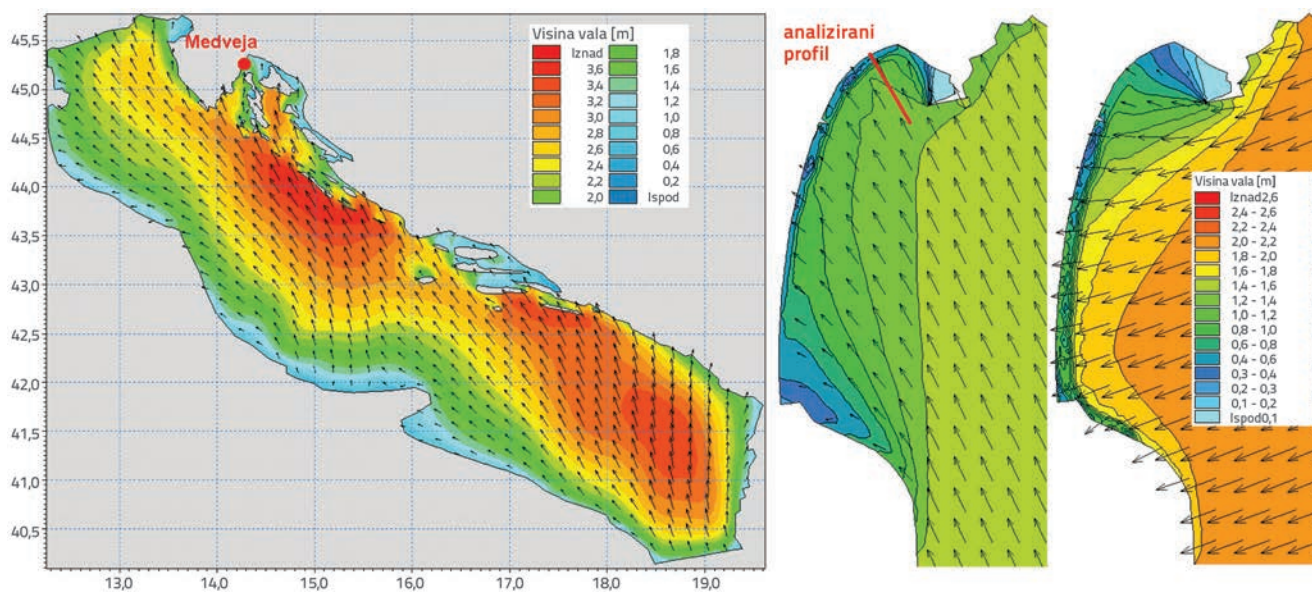 Medveja
Visina vala [m]
Iznad
3,6
3,4
3,2
3,0
2,8
2,6
2,4
2,2
2,0
1,8
1,6
1,4
1,2
1,0
0,8
0,6
0,4
0,2
Ispod
45,5
45,0
44,5
44,0
43,5
43,0
42,5
42,0
41,5
41,0
40,5
13,0 14,0 15,0 16,0 17,0 18,0 19,0
analizirani
profil
Visina vala [m]
Iznad2,6
2,4 - 2,6
2,2 - 2,4
2,0 - 2,2
1,8 - 2,0
1,6 - 1,8
1,4 - 1,6
1,2 - 1,4
1,0 - 1,2
0,8 - 1,0
0,6 - 0,8
0,4 - 0,6
0,3 - 0,4
0,2 - 0,3
0,1 - 0,2
Ispod0,1